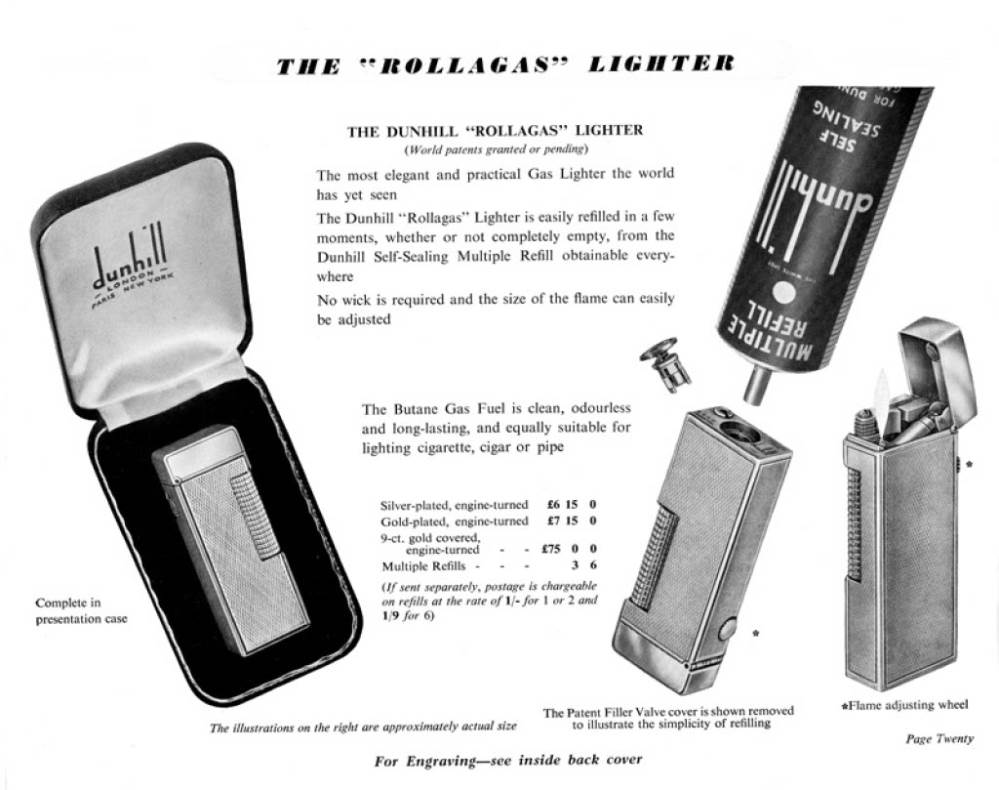 THE "ROLLAGAS" LIGHTER
THE DUNHILL "ROLLAGAS" LIGHTER
(World patents granted or pending)
The most elegant and practical Gas Lighter the world
has yet seen
The Dunhill "Rollagas" Lighter is easily refilled in a few
moments, whether or not completely empty, from the
Dunhill Self-Sealing Multiple Refill obtainable every-
where
No wick is required and the size of the flame can easily
be adjusted
The Butane Gas Fuel is clean, odourless
and long-lasting, and equally suitable for
lighting cigarette, cigar or pipe
Silver-plated, engine-turned £6 15 0
Gold-plated, engine-turned £7 15 0
9-ct. gold covered,
engine-turned - - £75 0 0
Multiple Refills - - - 3 6
(If sent separately, postage is chargeable
on refills at the rate of 1/- for 1 or 2 and
1/9 for 6)
dunhill
- LONDON -
PARIS NEW YORK
Complete in
presentation case
The illustrations on the right are approximately actual size
FOR
SELF
SEALING
dunhill
MULTIPLE
REFILL
*
*
The Patent Filler Valve cover is shown removed
to illustrate the simplicity of refilling
*Flame adjusting wheel
Page Twenty
For Engraving—see inside back cover